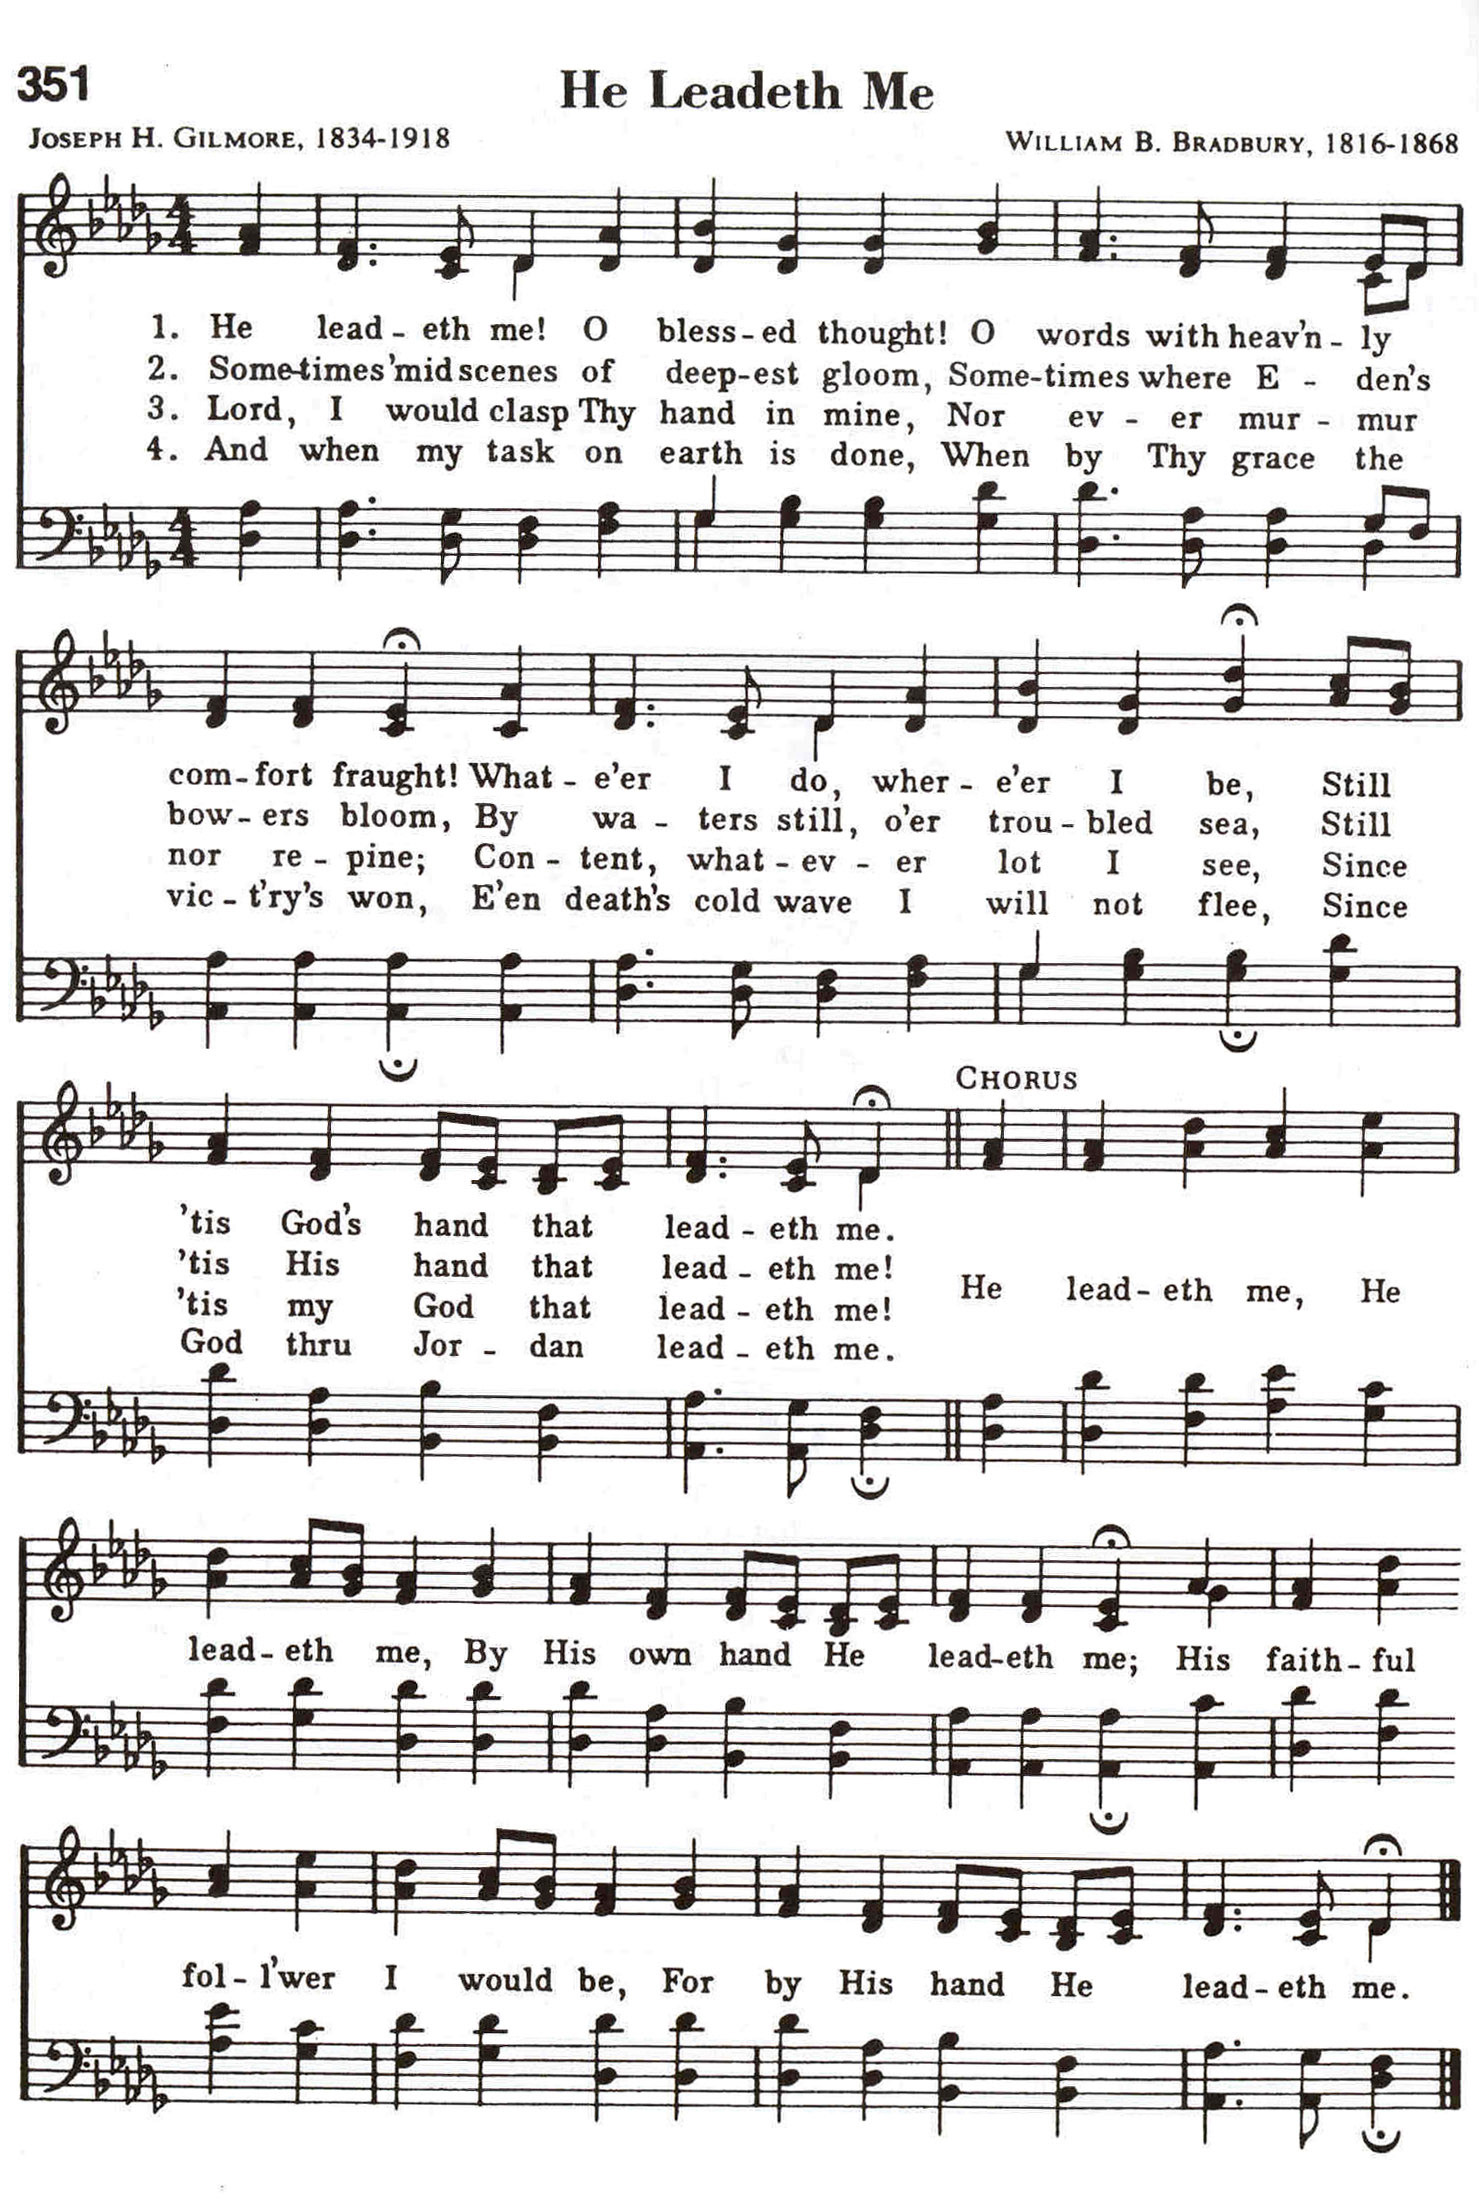 351
He Leadeth Me
JOSEPH H. GILMORE, 1834-1918
WILLIAM B. BRADBURY, 1816-1868
1. He lead-eth me! O bless-ed thought! O words with heav'n-ly
2. Some-times 'mid scenes of deep-est gloom, Some-times where E-den's
3. Lord, I would clasp Thy hand in mine, Nor ev-er mur-mur
4. And when my task on earth is done, When by Thy grace the
com-fort fraught! What-e'er I do, wher-e'er I be, Still
bow-ers bloom, By wa-ters still, o'er trou-bled sea, Still
nor re-pine; Con-tent, what-ev-er lot I see, Since
vic-t'ry's won, E'en death's cold wave I will not flee, Since
CHORUS
'tis God's hand that lead-eth me.
'tis His hand that lead-eth me!
'tis my God that lead-eth me!
God thru Jor-dan lead-eth me.
He lead-eth me, He
lead-eth me, By His own hand He lead-eth me; His faith-ful
fol-l'wer I would be, For by His hand He lead-eth me.